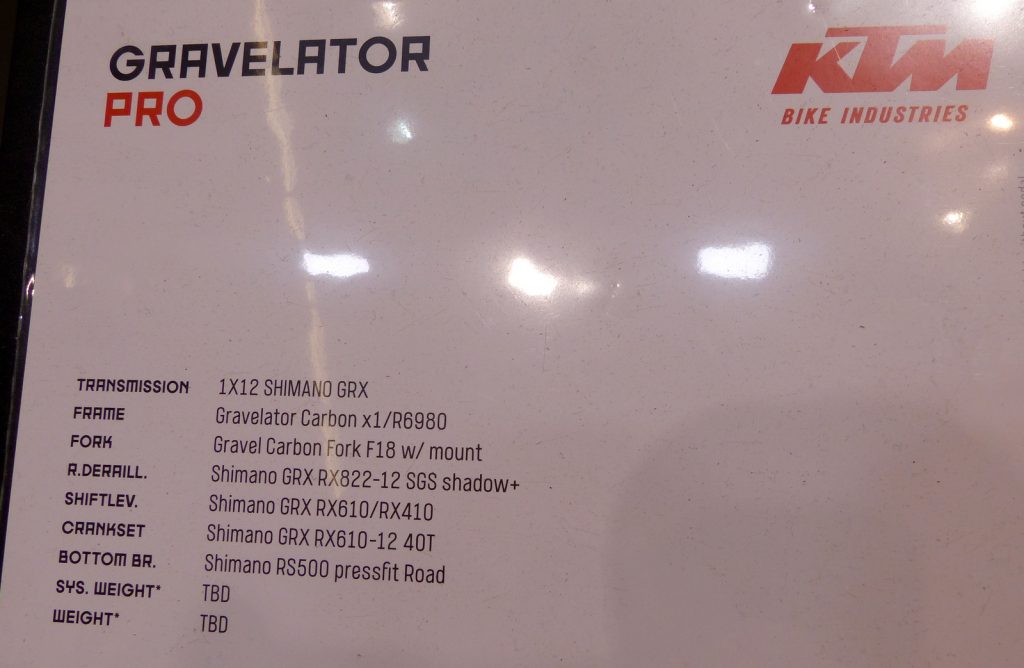 GRAVELATOR
PRO
KTM
BIKE INDUSTRIES
TRANSMISSION 1X12 SHIMANO GRX
FRAME Gravelator Carbon x1/R6980
FORK Gravel Carbon Fork F18 w/ mount
R.DERAILL. Shimano GRX RX822-12 SGS shadow+
SHIFTLEV. Shimano GRX RX610/RX410
CRANKSET Shimano GRX RX610-12 40T
BOTTOM BR. Shimano RS500 pressfit Road
SYS. WEIGHT* TBD
WEIGHT* TBD